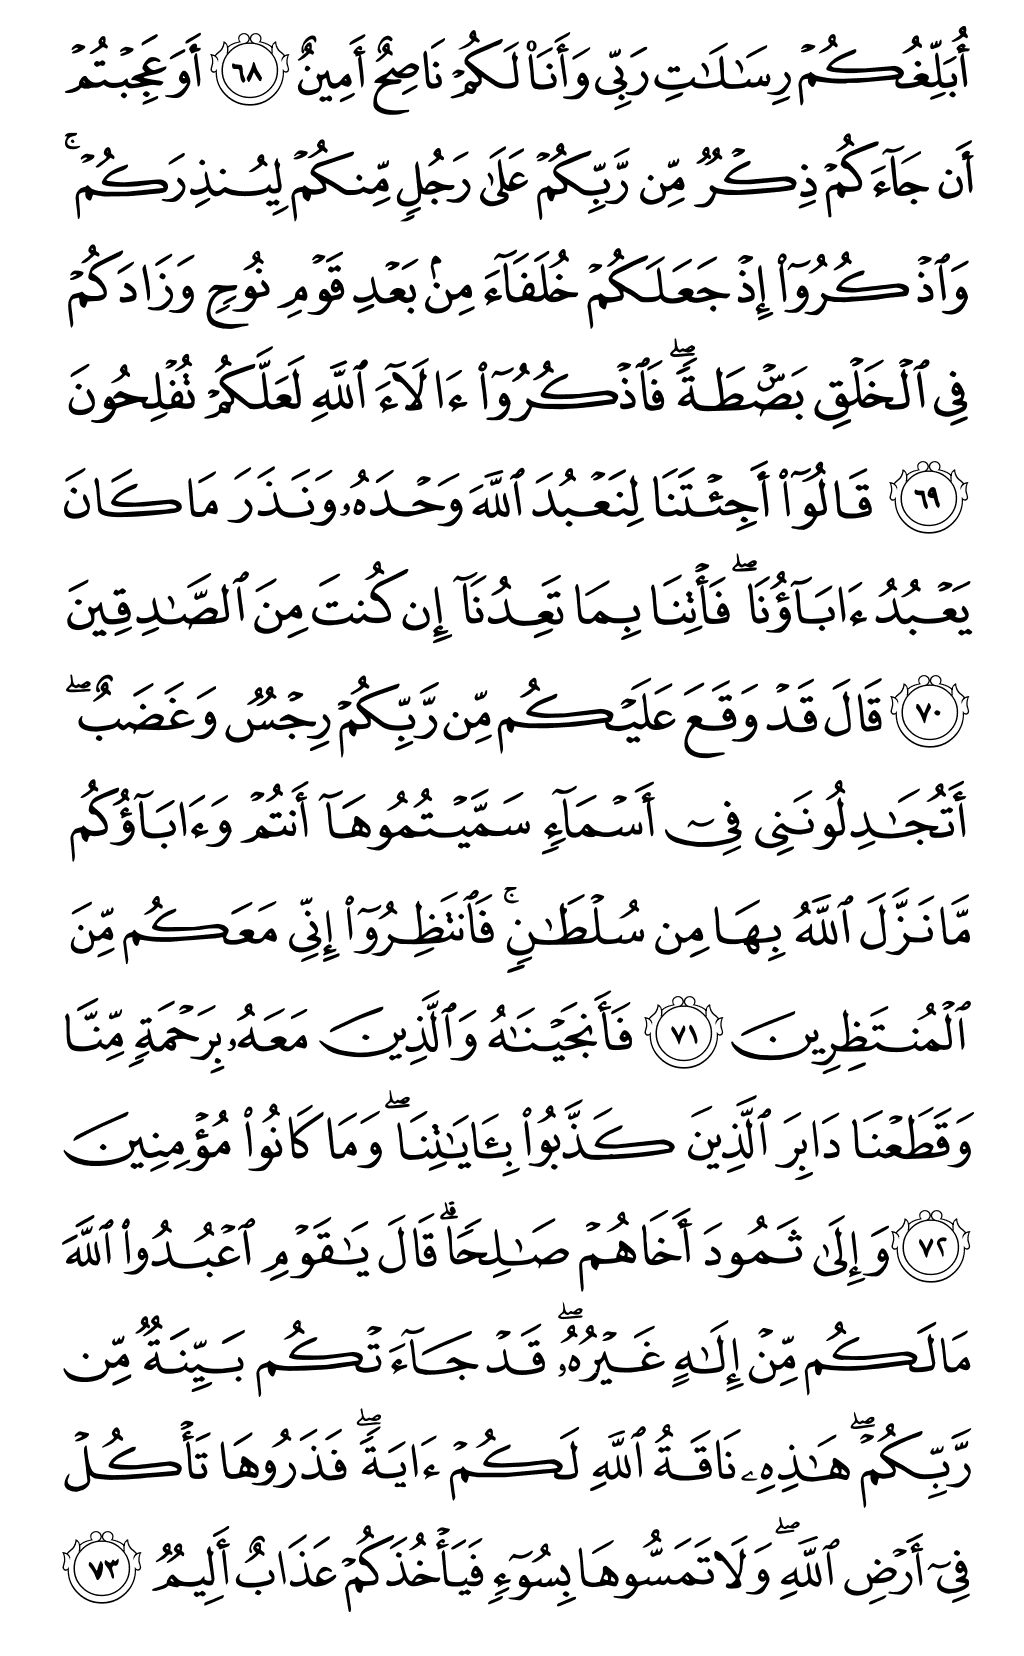 أُبَلِّغُكُمۡ رِسَٰلَٰتِ رَبِّي وَأَنَا۠ لَكُمۡ نَاصِحٌ أَمِينٌ ٦٨ أَوَعَجِبۡتُمۡ
أَن جَآءَكُمۡ ذِكۡرٞ مِّن رَّبِّكُمۡ عَلَىٰ رَجُلٖ مِّنكُمۡ لِيُنذِرَكُمۡۚ
وَٱذۡكُرُوٓاْ إِذۡ جَعَلَكُمۡ خُلَفَآءَ مِنۢ بَعۡدِ قَوۡمِ نُوحٖ وَزَادَكُمۡ
فِي ٱلۡخَلۡقِ بَصۜۡطَةٗۖ فَٱذۡكُرُوٓاْ ءَالَآءَ ٱللَّهِ لَعَلَّكُمۡ تُفۡلِحُونَ
٦٩ قَالُوٓاْ أَجِئۡتَنَا لِنَعۡبُدَ ٱللَّهَ وَحۡدَهُۥ وَنَذَرَ مَا كَانَ
يَعۡبُدُ ءَابَآؤُنَا ۖ فَأۡتِنَا بِمَا تَعِدُنَآ إِن كُنتَ مِنَ ٱلصَّٰدِقِينَ
٧٠ قَالَ قَدۡ وَقَعَ عَلَيۡكُم مِّن رَّبِّكُمۡ رِجۡسٞ وَغَضَبٌۖ
أَتُجَٰدِلُونَنِي فِيٓ أَسۡمَآءٖ سَمَّيۡتُمُوهَآ أَنتُمۡ وَءَابَآؤُكُم
مَّا نَزَّلَ ٱللَّهُ بِهَا مِن سُلۡطَٰنٖۚ فَٱنتَظِرُوٓاْ إِنِّي مَعَكُم مِّنَ
ٱلۡمُنتَظِرِينَ ٧١ فَأَنجَيۡنَٰهُ وَٱلَّذِينَ مَعَهُۥ بِرَحۡمَةٖ مِّنَّا
وَقَطَعۡنَا دَابِرَ ٱلَّذِينَ كَذَّبُواْ بِـَٔايَٰتِنَاۖ وَمَا كَانُواْ مُؤۡمِنِينَ
٧٢ وَإِلَىٰ ثَمُودَ أَخَاهُمۡ صَٰلِحٗاۚ قَالَ يَٰقَوۡمِ ٱعۡبُدُواْ ٱللَّهَ
مَا لَكُم مِّنۡ إِلَٰهٍ غَيۡرُهُۥۖ قَدۡ جَآءَتۡكُم بَيِّنَةٞ مِّن
رَّبِّكُمۡۖ هَٰذِهِۦ نَاقَةُ ٱللَّهِ لَكُمۡ ءَايَةٗۖ فَذَرُوهَا تَأۡكُلۡ
فِيٓ أَرۡضِ ٱللَّهِۖ وَلَا تَمَسُّوهَا بِسُوٓءٖ فَيَأۡخُذَكُمۡ عَذَابٌ أَلِيمٞ ٧٣